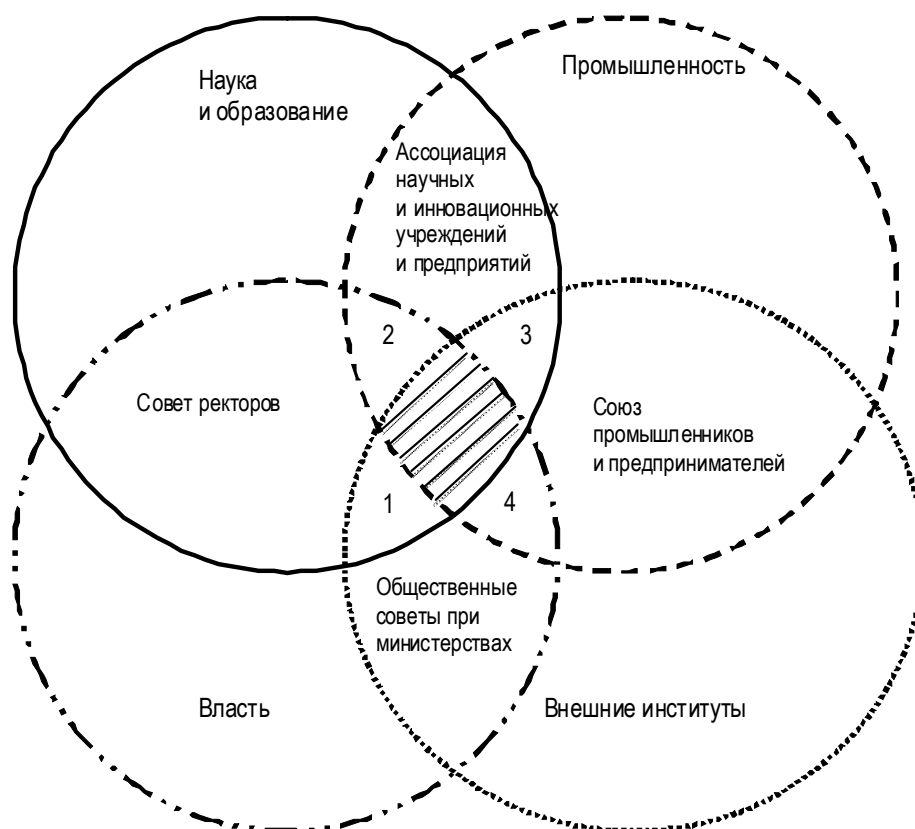 Наука
и образование
Промышленность
Ассоциация
научных
и инновационных
учреждений
и предприятий
2
3
Совет ректоров
Союз
промышленников
и предпринимателей
1
4
Общественные
советы при
министерствах
Власть
Внешние институты